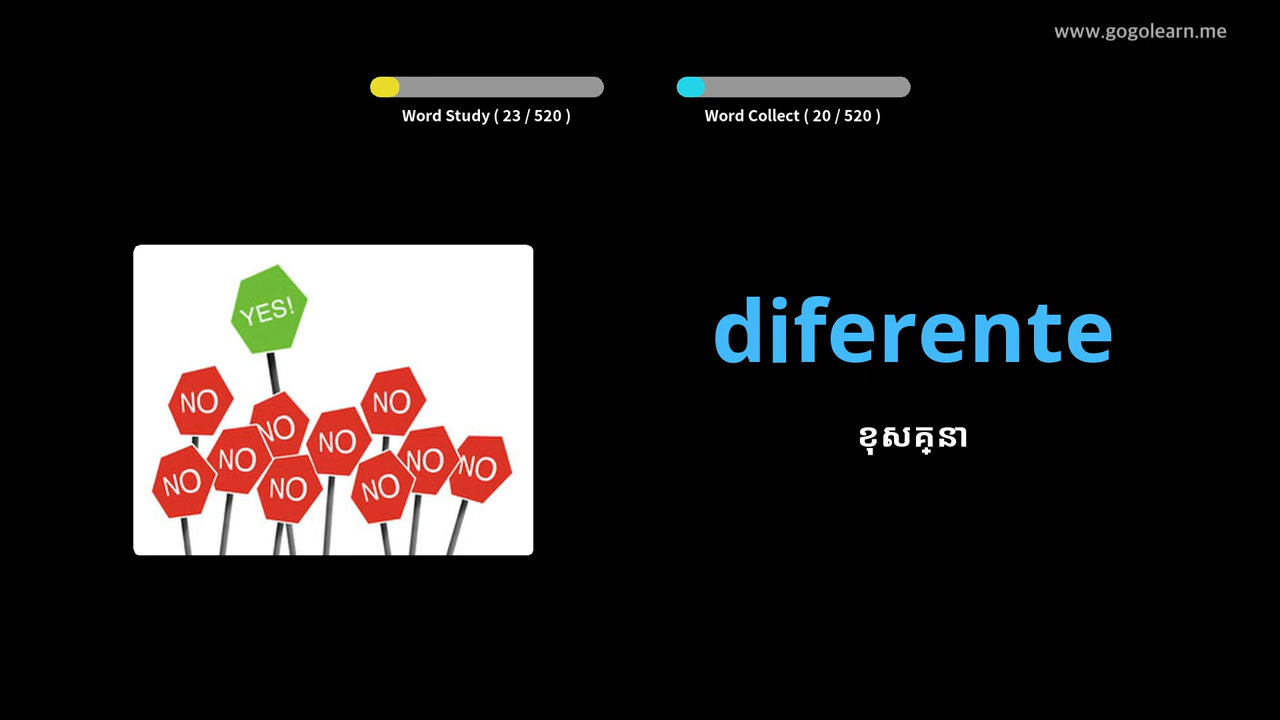 www.gogolearn.me
Word Study ( 23 / 520 )
Word Collect ( 20 / 520 )
YES!
NO
NO
NO
NO
NO
NO
NO
NO
NO
NO
diferente
ខុសគ្នា